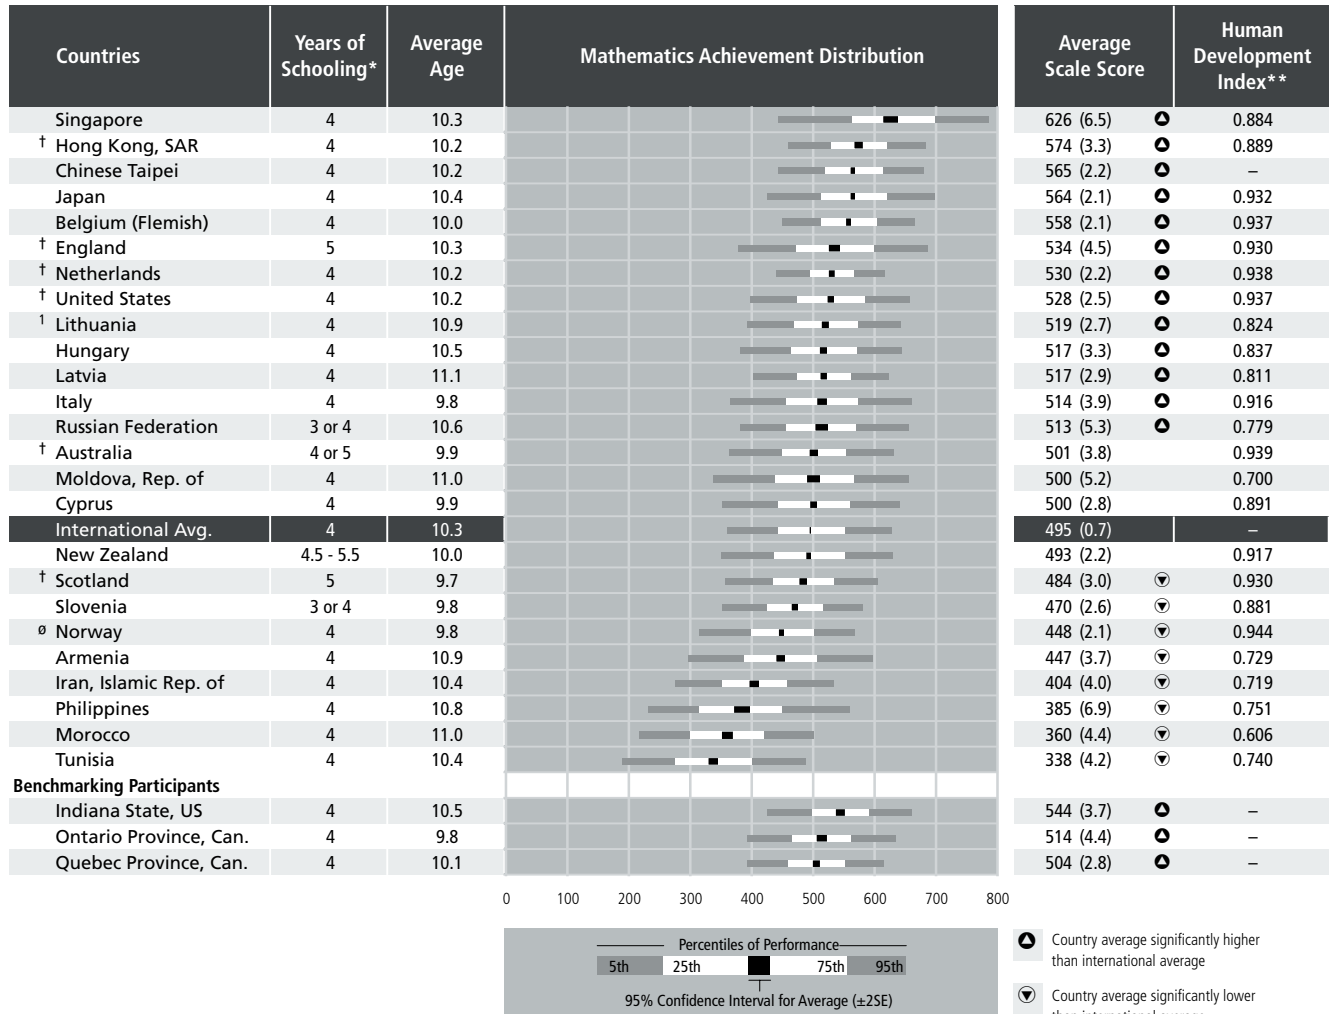 Countries Years of Schooling* Average Age Mathematics Achievement Distribution Average Scale Score Human Development Index**
Singapore 4 10.3 626 (6.5) 0.884
† Hong Kong, SAR 4 10.2 574 (3.3) 0.889
Chinese Taipei 4 10.2 565 (2.2) –
Japan 4 10.4 564 (2.1) 0.932
Belgium (Flemish) 4 10.0 558 (2.1) 0.937
† England 5 10.3 534 (4.5) 0.930
† Netherlands 4 10.2 530 (2.2) 0.938
† United States 4 10.2 528 (2.5) 0.937
1 Lithuania 4 10.9 519 (2.7) 0.824
Hungary 4 10.5 517 (3.3) 0.837
Latvia 4 11.1 517 (2.9) 0.811
Italy 4 9.8 514 (3.9) 0.916
Russian Federation 3 or 4 10.6 513 (5.3) 0.779
† Australia 4 or 5 9.9 501 (3.8) 0.939
Moldova, Rep. of 4 11.0 500 (5.2) 0.700
Cyprus 4 9.9 500 (2.8) 0.891
International Avg. 4 10.3 495 (0.7) –
New Zealand 4.5 - 5.5 10.0 493 (2.2) 0.917
† Scotland 5 9.7 484 (3.0) 0.930
Slovenia 3 or 4 9.8 470 (2.6) 0.881
ø Norway 4 9.8 448 (2.1) 0.944
Armenia 4 10.9 447 (3.7) 0.729
Iran, Islamic Rep. of 4 10.4 404 (4.0) 0.719
Philippines 4 10.8 385 (6.9) 0.751
Morocco 4 11.0 360 (4.4) 0.606
Tunisia 4 10.4 338 (4.2) 0.740
Benchmarking Participants
Indiana State, US 4 10.5 544 (3.7) –
Ontario Province, Can. 4 9.8 514 (4.4) –
Quebec Province, Can. 4 10.1 504 (2.8) –
0 100 200 300 400 500 600 700 800
Percentiles of Performance
5th 25th 75th 95th
95% Confidence Interval for Average (±2SE)
Country average significantly higher
than international average
Country average significantly lower
than international average